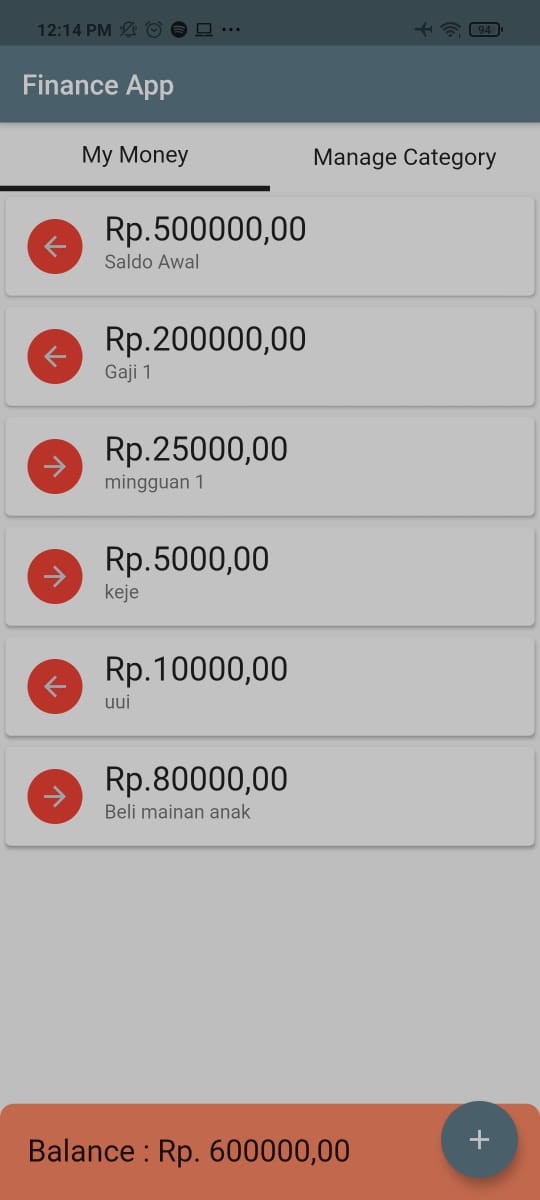 12:14 PM 94
Finance App
My Money Manage Category
Rp.500000,00
Saldo Awal
Rp.200000,00
Gaji 1
Rp.25000,00
mingguan 1
Rp.5000,00
keje
Rp.10000,00
uui
Rp.80000,00
Beli mainan anak
Balance : Rp. 600000,00